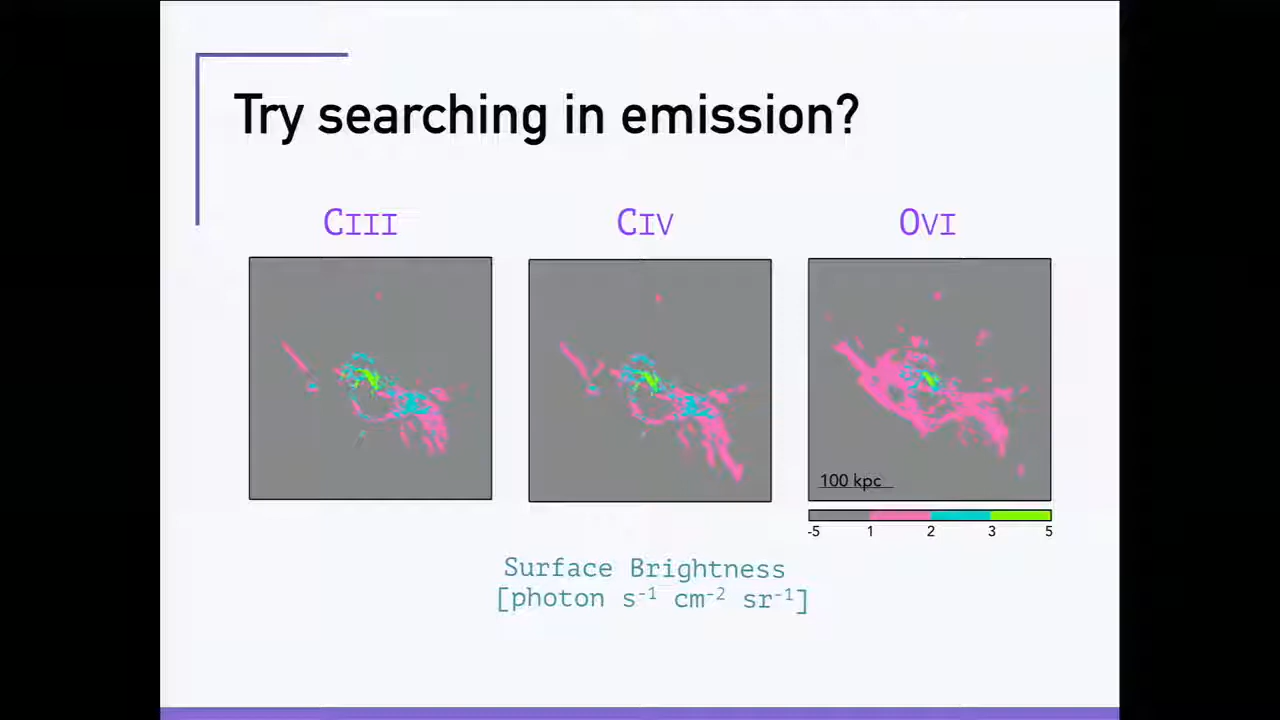 Try searching in emission?
CIII CIV OVI
100 kpc
-5 1 2 3 5
Surface Brightness
[photon s⁻¹ cm⁻² sr⁻¹]